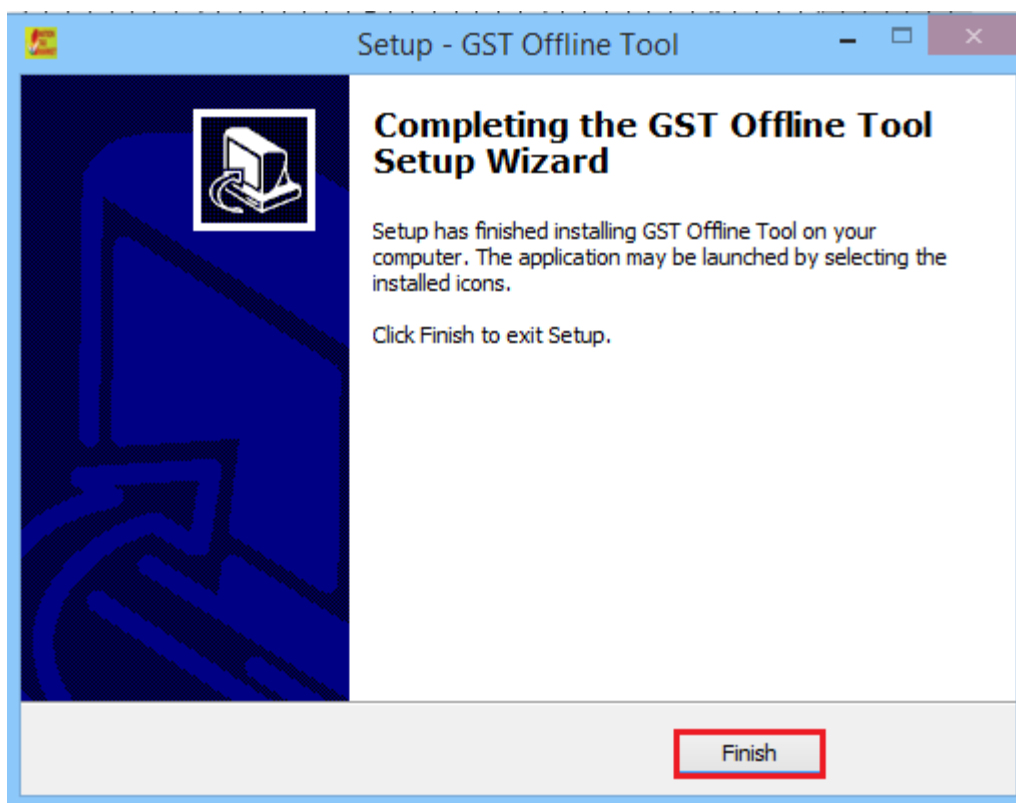 Setup - GST Offline Tool
Completing the GST Offline Tool
Setup Wizard
Setup has finished installing GST Offline Tool on your
computer. The application may be launched by selecting the
installed icons.
Click Finish to exit Setup.
Finish